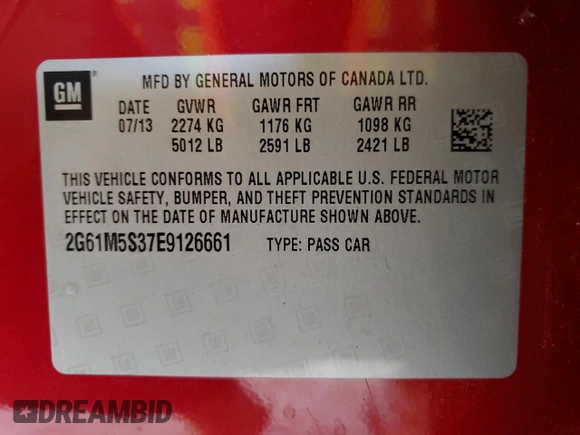 GM
MFD BY GENERAL MOTORS OF CANADA LTD.
DATE GVWR GAWR FRT GAWR RR
07/13 2274 KG 1176 KG 1098 KG
5012 LB 2591 LB 2421 LB
THIS VEHICLE CONFORMS TO ALL APPLICABLE U.S. FEDERAL MOTOR
VEHICLE SAFETY, BUMPER, AND THEFT PREVENTION STANDARDS IN
EFFECT ON THE DATE OF MANUFACTURE SHOWN ABOVE.
2G61M5S37E9126661 TYPE: PASS CAR
DREAMBID